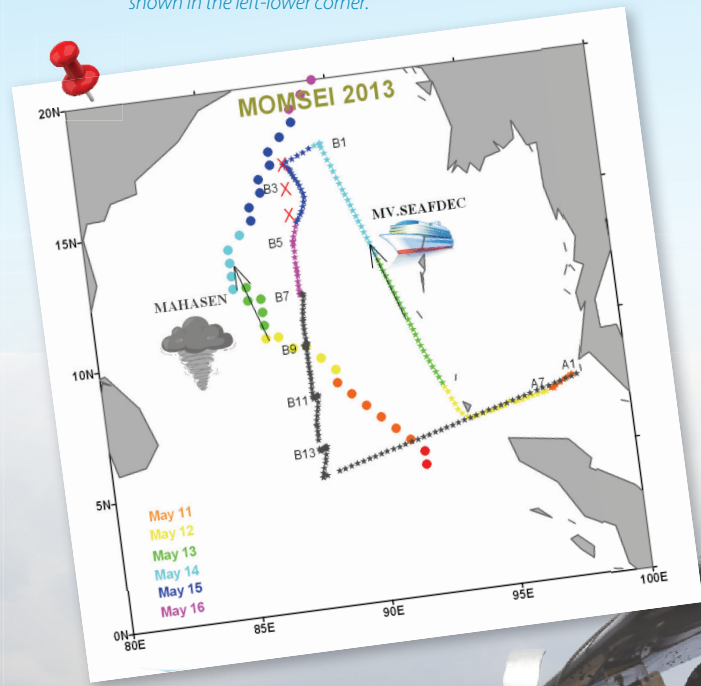 shown in the left-lower corner.
MOMSEI 2013
20N
B1
B3
MV.SEAFDEC
15N
B5
MAHASEN
B7
B9
10N
A1
A7
B11
B13
5N
May 11
May 12
May 13
May 14
May 15
May 16
0N
80E
85E
90E
95E
100E